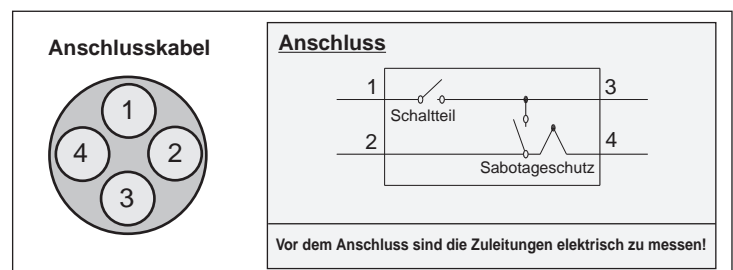 Anschlusskabel
1
4 2
3
Anschluss
1 3
Schaltteil
2 4
Sabotageschutz
Vor dem Anschluss sind die Zuleitungen elektrisch zu messen!